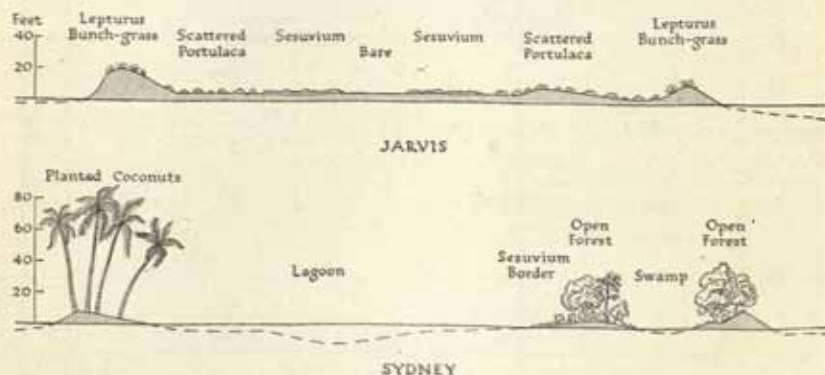 Feet
40
20
Lepturus
Bunch-grass
Scattered
Portulaca
Sesuvium
Bare
Sesuvium
Scattered
Portulaca
Lepturus
Bunch-grass
JARVIS
Planted Coconuts
80
60
40
20
Lagoon
Sesuvium
Border
Open
Forest
Swamp
Open
Forest
SYDNEY